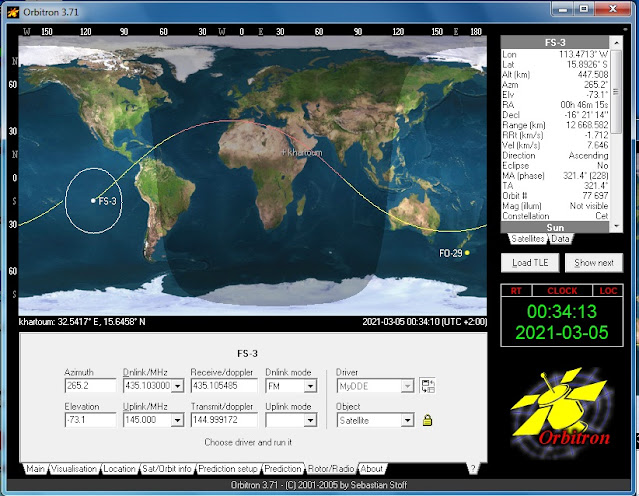 Orbitron 3.71
W 150 120 90 60 30 W 0 E 30 60 90 120 150 E 180
N
60
30
N
0
S
30
60
S
+khartoum
FS-3
FO-29
khartoum: 32.5417° E, 15.6458° N
2021-03-05 00:34:10 (UTC +2:00)
FS-3
Lon 113.4713° W
Lat 15.8926° S
Alt (km) 447.508
Azm 265.2°
Elv -73.1°
RA 00h 46m 15s
Decl -16° 21' 14"
Range (km) 12 668.582
RRt (km/s) -1.712
Vel (km/s) 7.646
Direction Ascending
Eclipse No
MA (phase) 321.4° (228)
TA 321.4°
Orbit # 77 697
Mag (illum) Not visible
Constellation Cet
Sun
Satellites Data
Load TLE Show next
RT CLOCK LOC
00:34:13
2021-03-05
Orbitron
FS-3
Azimuth Dnlink/MHz Receive/doppler Dnlink mode Driver
265.2 435.103000 435.105485 FM MyDDE
Elevation Uplink/MHz Transmit/doppler Uplink mode Object
-73.1 145.000 144.999172 Satellite
Choose driver and run it
Main Visualisation Location Sat/Orbit info Prediction setup Prediction Rotor/Radio About ?
Orbitron 3.71 - (C) 2001-2005 by Sebastian Stoff